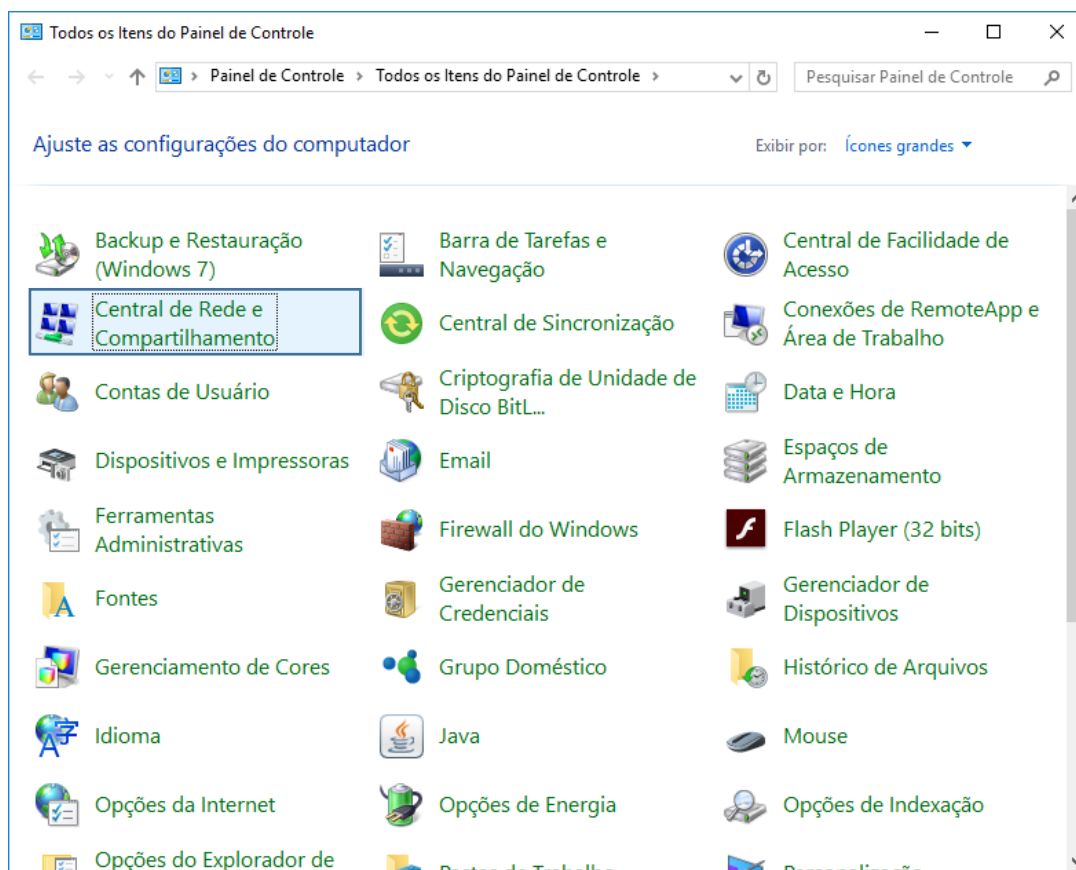 Todos os Itens do Painel de Controle
Painel de Controle > Todos os Itens do Painel de Controle >
Pesquisar Painel de Controle
Ajuste as configurações do computador
Exibir por: Ícones grandes
Backup e Restauração
(Windows 7)
Barra de Tarefas e
Navegação
Central de Facilidade de
Acesso
Central de Rede e
Compartilhamento
Central de Sincronização
Conexões de RemoteApp e
Área de Trabalho
Contas de Usuário
Criptografia de Unidade de
Disco BitL...
Data e Hora
Dispositivos e Impressoras
Email
Espaços de
Armazenamento
Ferramentas
Administrativas
Firewall do Windows
Flash Player (32 bits)
Fontes
Gerenciador de
Credenciais
Gerenciador de
Dispositivos
Gerenciamento de Cores
Grupo Doméstico
Histórico de Arquivos
Idioma
Java
Mouse
Opções da Internet
Opções de Energia
Opções de Indexação
Opções do Explorador de
Pastas de Trabalho
Personalização